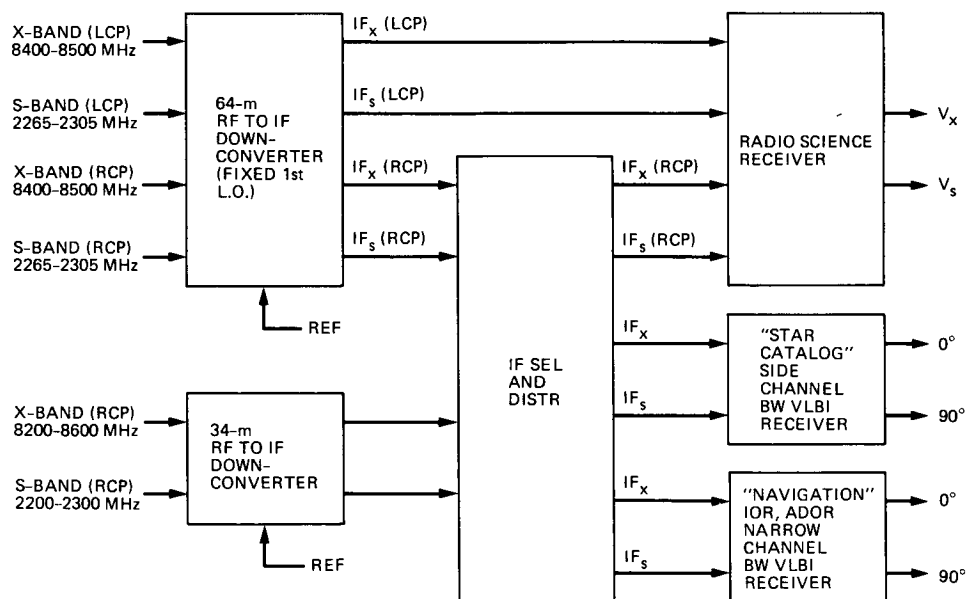 X-BAND (LCP)
8400-8500 MHz
S-BAND (LCP)
2265-2305 MHz
X-BAND (RCP)
8400-8500 MHz
S-BAND (RCP)
2265-2305 MHz
64-m
RF TO IF
DOWN-
CONVERTER
(FIXED 1st
L.O.)
REF
IFx (LCP)
IFs (LCP)
IFx (RCP)
IFs (RCP)
X-BAND (RCP)
8200-8600 MHz
S-BAND (RCP)
2200-2300 MHz
34-m
RF TO IF
DOWN-
CONVERTER
REF
IF SEL
AND
DISTR
IFx (RCP)
IFs (RCP)
RADIO SCIENCE
RECEIVER
Vx
Vs
IFx
IFs
"STAR
CATALOG"
SIDE
CHANNEL
BW VLBI
RECEIVER
0°
90°
IFx
IFs
"NAVIGATION"
IOR, ADOR
NARROW
CHANNEL
BW VLBI
RECEIVER
0°
90°